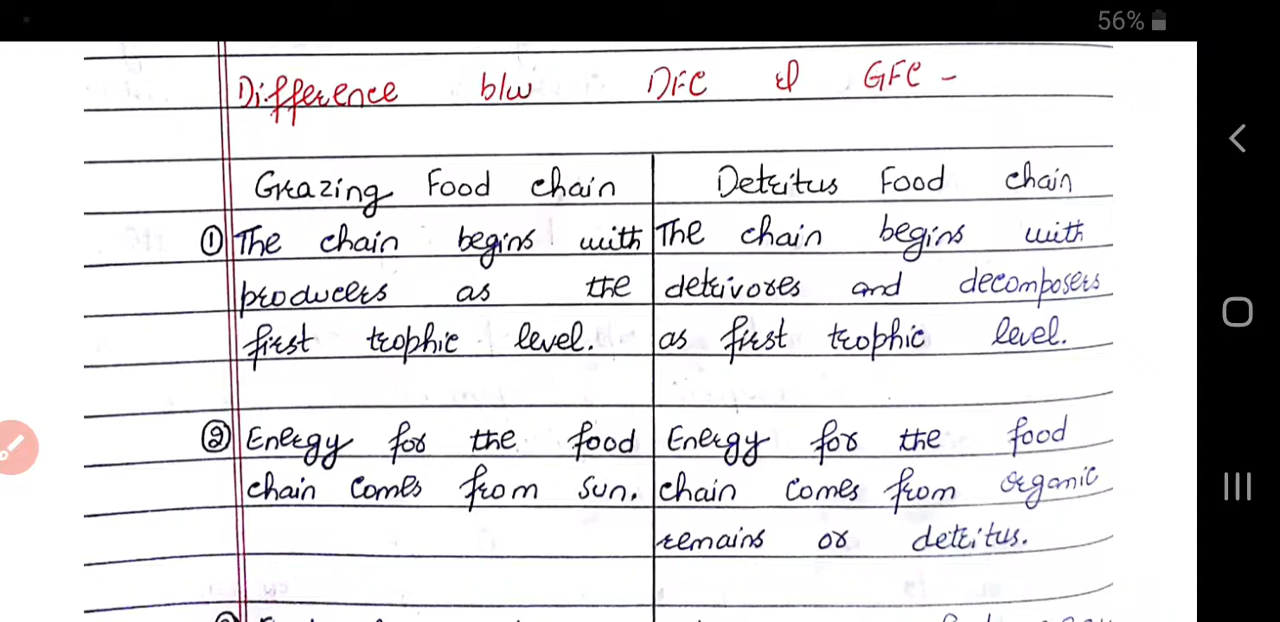 56%
Difference b/w DFC & GFC -
Grazing Food chain
Detritus Food chain
① The chain begins with
producers as the
first trophic level.
The chain begins with
detrivores and decomposers
as first trophic level.
② Energy for the food
chain comes from sun.
Energy for the food
chain comes from organic
remains or detritus.